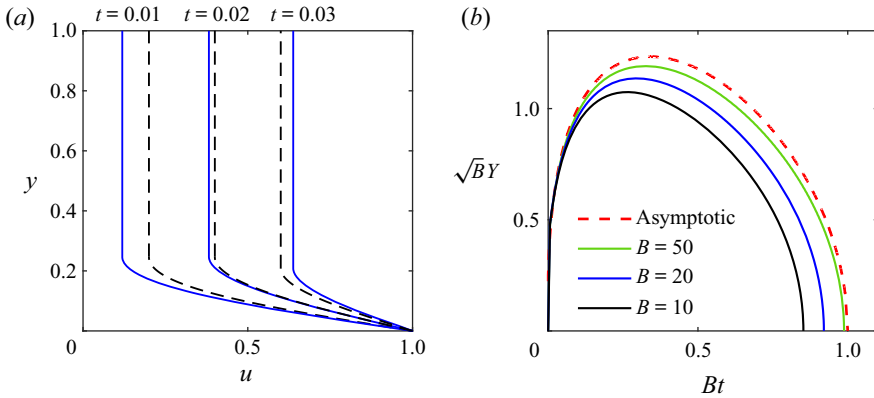 (a)
t = 0.01
t = 0.02
t = 0.03
1.0
0.8
0.6
y
0.4
0.2
0
0.5
1.0
u
(b)
1.0
√BY
0.5
Asymptotic
B = 50
B = 20
B = 10
0
0.5
1.0
Bt